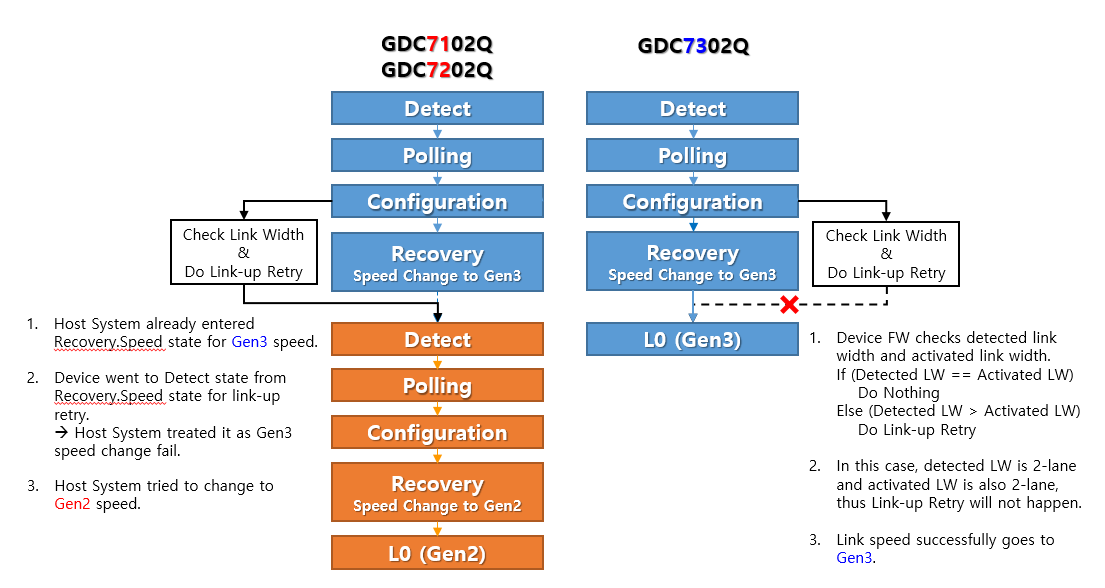 GDC7102Q
GDC7202Q
Detect
Polling
Configuration
Recovery
Speed Change to Gen3
Check Link Width
&
Do Link-up Retry
Detect
Polling
Configuration
Recovery
Speed Change to Gen2
L0 (Gen2)
1. Host System already entered
Recovery.Speed state for Gen3 speed.
2. Device went to Detect state from
Recovery.Speed state for link-up
retry.
→ Host System treated it as Gen3
speed change fail.
3. Host System tried to change to
Gen2 speed.
GDC7302Q
Detect
Polling
Configuration
Recovery
Speed Change to Gen3
Check Link Width
&
Do Link-up Retry
L0 (Gen3)
1. Device FW checks detected link
width and activated link width.
If (Detected LW == Activated LW)
Do Nothing
Else (Detected LW > Activated LW)
Do Link-up Retry
2. In this case, detected LW is 2-lane
and activated LW is also 2-lane,
thus Link-up Retry will not happen.
3. Link speed successfully goes to
Gen3.